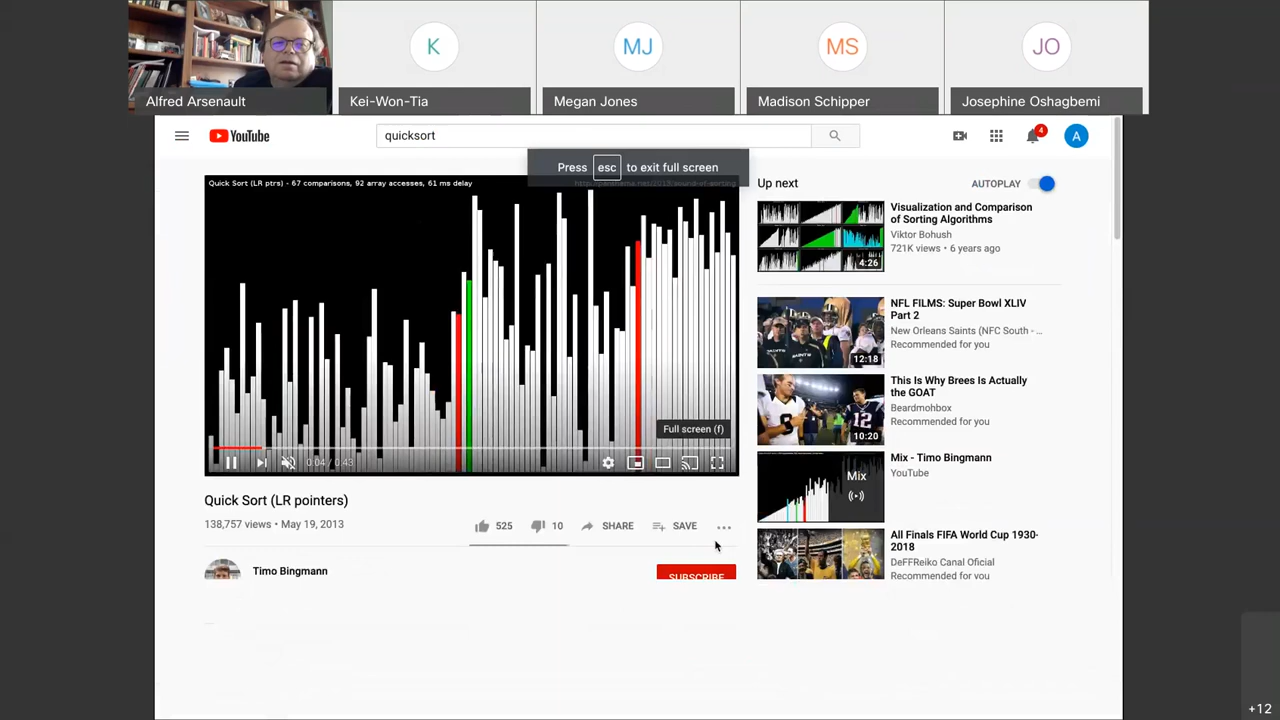 K
MJ
MS
JO
Alfred Arsenault
Kei-Won-Tia
Megan Jones
Madison Schipper
Josephine Oshagbemi
YouTube
quicksort
4
A
Press esc to exit full screen
Quick Sort (LR ptrs) - 67 comparisons, 92 array accesses, 61 ms delay
Full screen (f)
0:04 / 0:43
Quick Sort (LR pointers)
138,757 views • May 19, 2013
525
10
SHARE
SAVE
Timo Bingmann
SUBSCRIBE
Up next
AUTOPLAY
4:26
Visualization and Comparison
of Sorting Algorithms
Viktor Bohush
721K views • 6 years ago
12:18
NFL FILMS: Super Bowl XLIV
Part 2
New Orleans Saints (NFC South - ...
Recommended for you
10:20
This Is Why Brees Is Actually
the GOAT
Beardmohbox
Recommended for you
Mix
Mix - Timo Bingmann
YouTube
All Finals FIFA World Cup 1930-
2018
DeFFReiko Canal Oficial
Recommended for you
+12